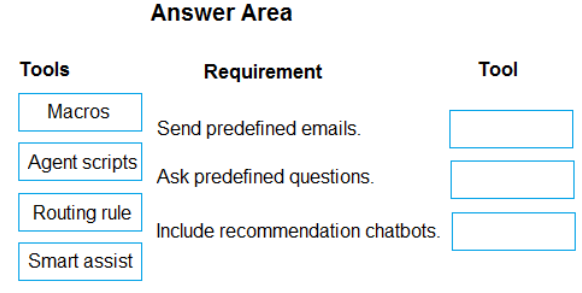 Answer Area
Tools Requirement Tool
Macros
Send predefined emails.
Agent scripts
Ask predefined questions.
Routing rule
Include recommendation chatbots.
Smart assist